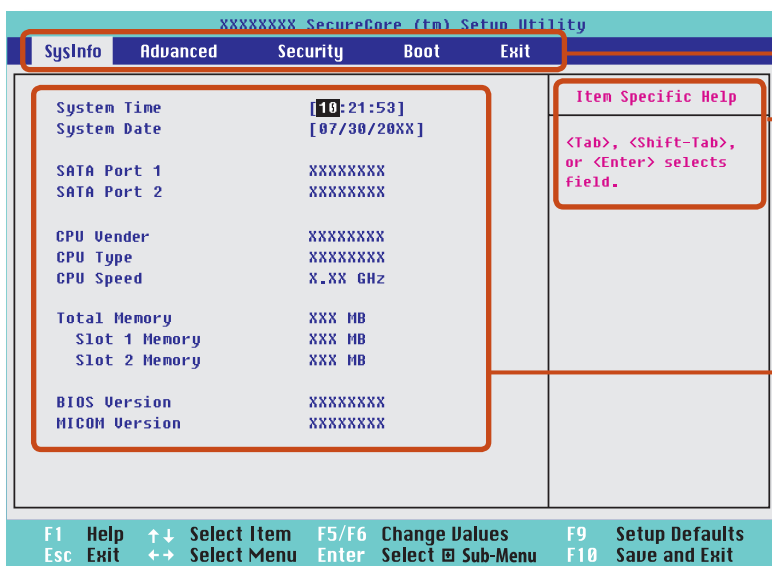 XXXXXXXX SecureCore (tm) Setup Utility
SysInfo Advanced Security Boot Exit
System Time [10:21:53]
System Date [07/30/20XX]
SATA Port 1 XXXXXXXX
SATA Port 2 XXXXXXXX
CPU Vender XXXXXXXX
CPU Type XXXXXXXX
CPU Speed X.XX GHz
Total Memory XXX MB
Slot 1 Memory XXX MB
Slot 2 Memory XXX MB
BIOS Version XXXXXXXX
MICOM Version XXXXXXXX
Item Specific Help
<Tab>, <Shift-Tab>,
or <Enter> selects
field.
F1 Help ↑↓ Select Item F5/F6 Change Values F9 Setup Defaults
Esc Exit ←→ Select Menu Enter Select ⊞ Sub-Menu F10 Save and Exit